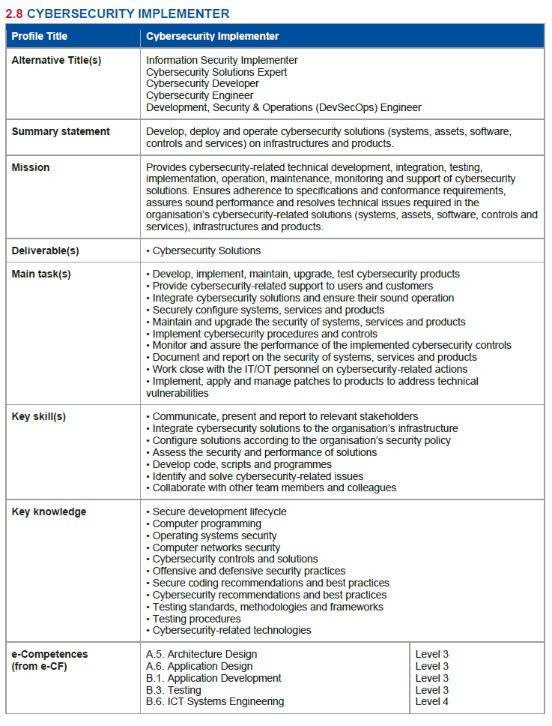 2.8 CYBERSECURITY IMPLEMENTER
Profile Title Cybersecurity Implementer
Alternative Title(s) Information Security Implementer
Cybersecurity Solutions Expert
Cybersecurity Developer
Cybersecurity Engineer
Development, Security & Operations (DevSecOps) Engineer
Summary statement Develop, deploy and operate cybersecurity solutions (systems, assets, software,
controls and services) on infrastructures and products.
Mission Provides cybersecurity-related technical development, integration, testing,
implementation, operation, maintenance, monitoring and support of cybersecurity
solutions. Ensures adherence to specifications and conformance requirements,
assures sound performance and resolves technical issues required in the
organisation's cybersecurity-related solutions (systems, assets, software, controls and
services), infrastructures and products.
Deliverable(s) • Cybersecurity Solutions
Main task(s) • Develop, implement, maintain, upgrade, test cybersecurity products
• Provide cybersecurity-related support to users and customers
• Integrate cybersecurity solutions and ensure their sound operation
• Securely configure systems, services and products
• Maintain and upgrade the security of systems, services and products
• Implement cybersecurity procedures and controls
• Monitor and assure the performance of the implemented cybersecurity controls
• Document and report on the security of systems, services and products
• Work close with the IT/OT personnel on cybersecurity-related actions
• Implement, apply and manage patches to products to address technical
vulnerabilities
Key skill(s) • Communicate, present and report to relevant stakeholders
• Integrate cybersecurity solutions to the organisation's infrastructure
• Configure solutions according to the organisation's security policy
• Assess the security and performance of solutions
• Develop code, scripts and programmes
• Identify and solve cybersecurity-related issues
• Collaborate with other team members and colleagues
Key knowledge • Secure development lifecycle
• Computer programming
• Operating systems security
• Computer networks security
• Cybersecurity controls and solutions
• Offensive and defensive security practices
• Secure coding recommendations and best practices
• Cybersecurity recommendations and best practices
• Testing standards, methodologies and frameworks
• Testing procedures
• Cybersecurity-related technologies
e-Competences A.5. Architecture Design Level 3
(from e-CF) A.6. Application Design Level 3
B.1. Application Development Level 3
B.3. Testing Level 3
B.6. ICT Systems Engineering Level 4